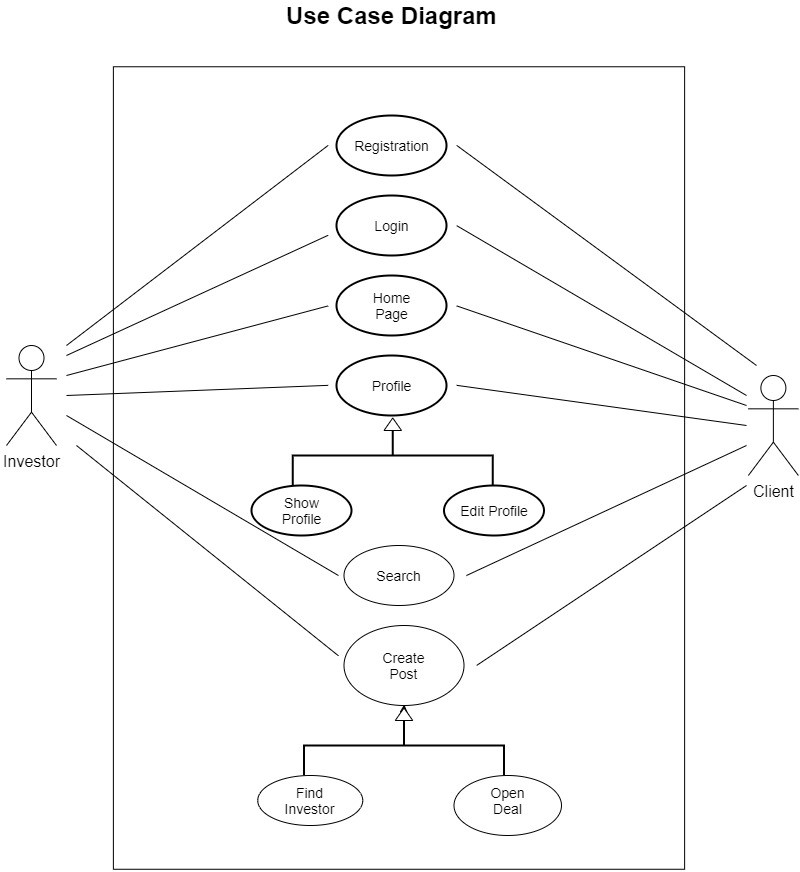 Use Case Diagram
Registration
Login
Home
Page
Profile
Investor
Client
Show
Profile
Edit Profile
Search
Create
Post
Find
Investor
Open
Deal